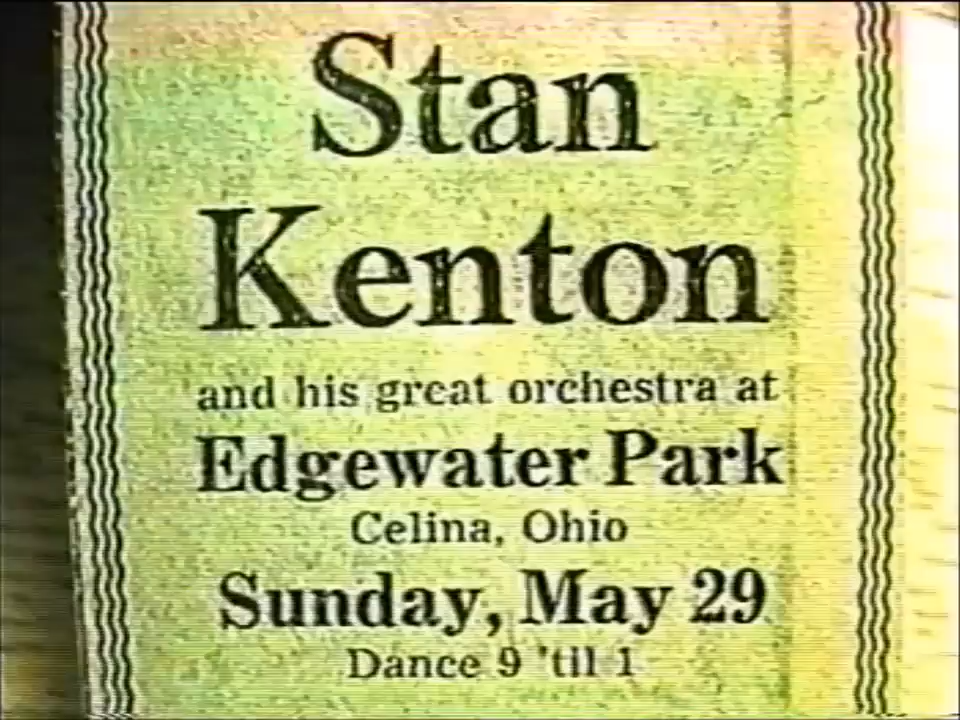 Stan
Kenton
and his great orchestra at
Edgewater Park
Celina, Ohio
Sunday, May 29
Dance 9 'til 1